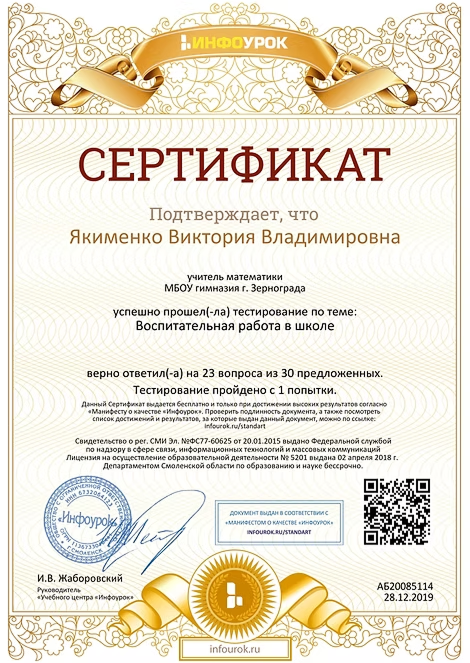 ИНФОУРОК
СЕРТИФИКАТ
Подтверждает, что
Якименко Виктория Владимировна
учитель математики
МБОУ гимназия г. Зернограда
успешно прошел(-ла) тестирование по теме:
Воспитательная работа в школе
верно ответил(-а) на 23 вопроса из 30 предложенных.
Тестирование пройдено с 1 попытки.
Данный Сертификат выдается бесплатно и только при достижении высоких результатов согласно
«Манифесту о качестве «Инфоурок». Проверить подлинность документа, а также посмотреть
список достижений и результатов, за которые выдан данный документ, можно по ссылке:
infourok.ru/standart
Свидетельство о рег. СМИ Эл. №ФС77-60625 от 20.01.2015 выдано Федеральной службой
по надзору в сфере связи, информационных технологий и массовых коммуникаций
Лицензия на осуществление образовательной деятельности № 5201 выдана 02 апреля 2018 г.
Департаментом Смоленской области по образованию и науке бессрочно.
«Инфоурок»
ДОКУМЕНТ ВЫДАН В СООТВЕТСТВИИ С
«МАНИФЕСТОМ О КАЧЕСТВЕ «ИНФОУРОК»
INFOUROK.RU/STANDART
И.В. Жаборовский
Руководитель
«Учебного центра «Инфоурок»
АБ20085114
28.12.2019
infourok.ru